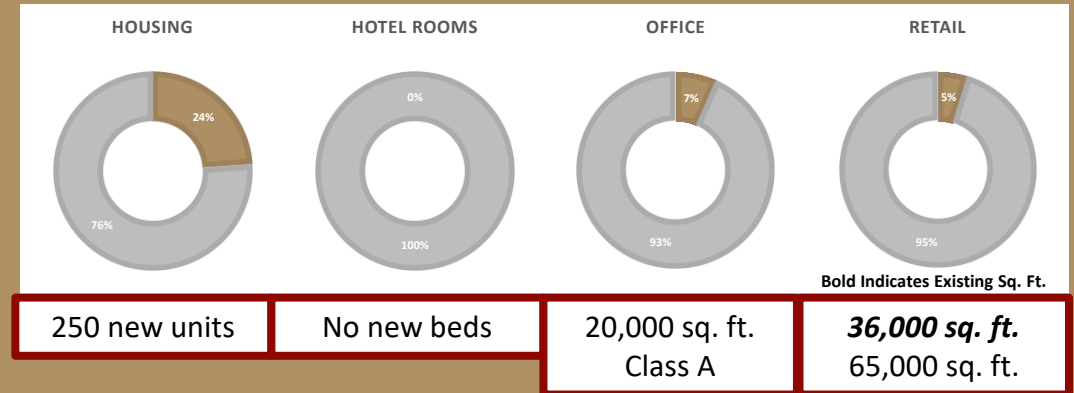 HOUSING
24%
76%
HOTEL ROOMS
0%
100%
OFFICE
7%
93%
RETAIL
5%
95%
Bold Indicates Existing Sq. Ft.
250 new units
No new beds
20,000 sq. ft.
Class A
36,000 sq. ft.
65,000 sq. ft.